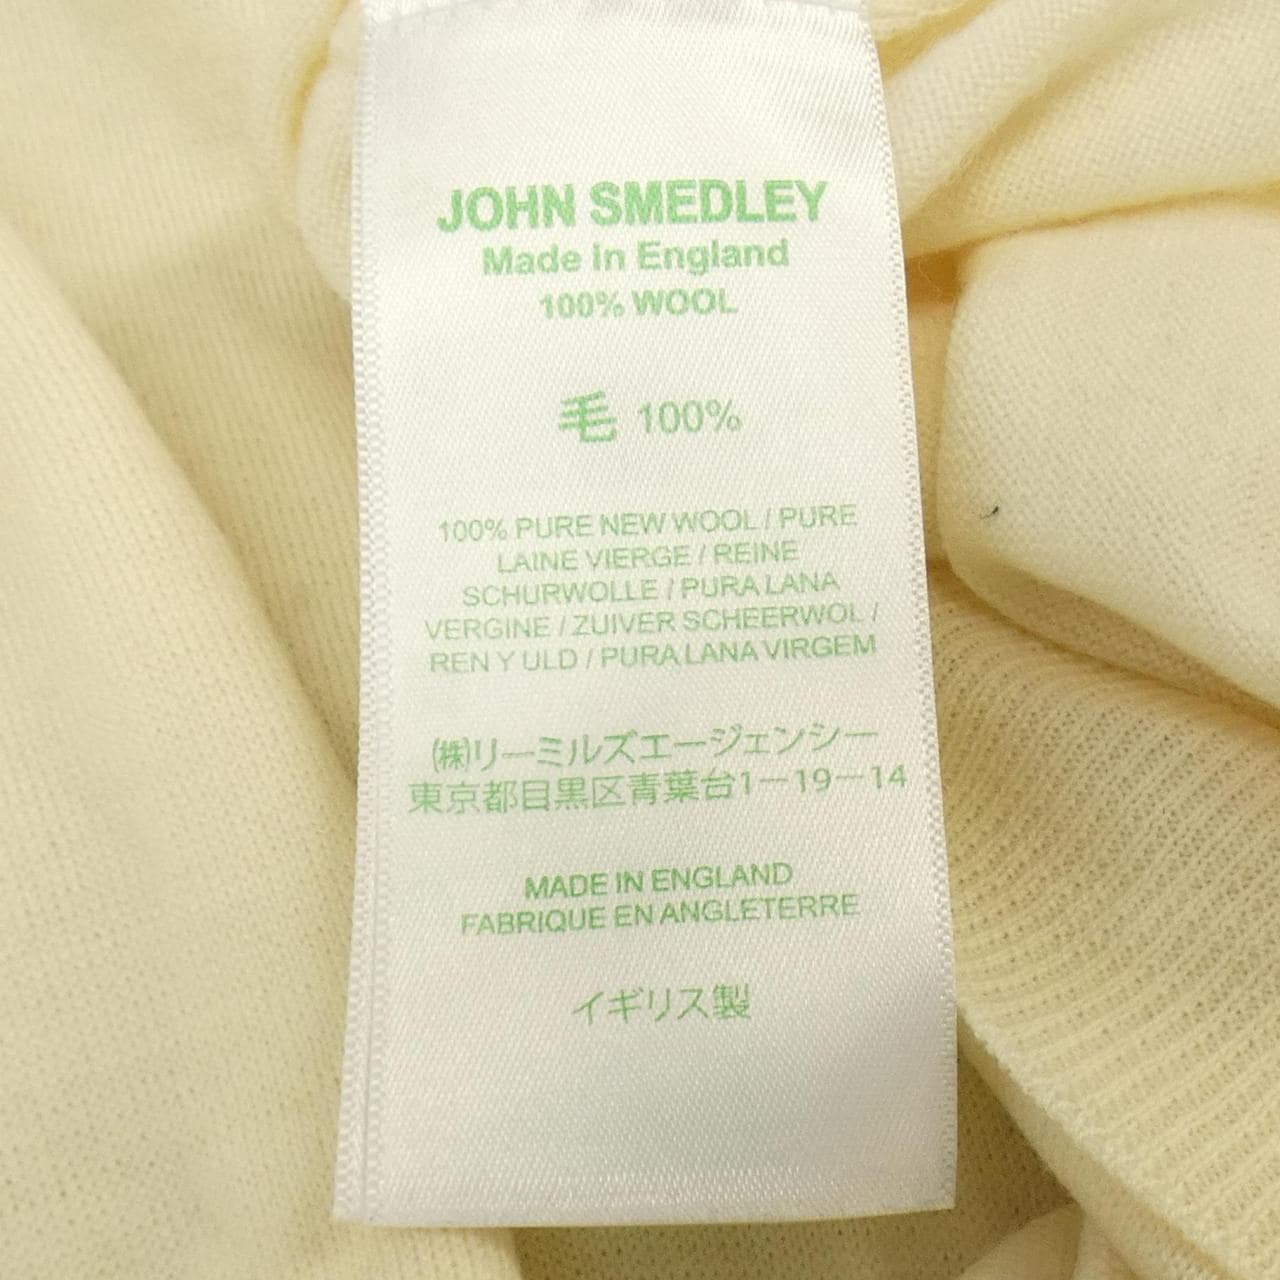 JOHN SMEDLEY
Made In England
100% WOOL
毛 100%
100% PURE NEW WOOL / PURE
LAINE VIERGE / REINE
SCHURWOLLE / PURA LANA
VERGINE / ZUIVER SCHEERWOL /
REN Y ULD / PURA LANA VIRGEM
㈱リーミルズエージェンシー
東京都目黒区青葉台1－19－14
MADE IN ENGLAND
FABRIQUE EN ANGLETERRE
イギリス製